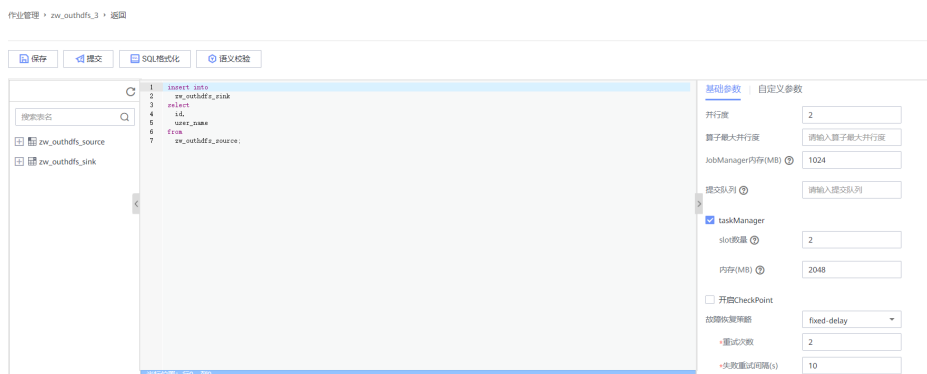 作业管理 › zw_outhdfs_3 › 返回
保存 提交 SQL格式化 语义校验
搜索表名
zw_outhdfs_source
zw_outhdfs_sink
1 insert into
2 zw_outhdfs_sink
3 select
4 id,
5 user_name
6 from
7 zw_outhdfs_source;
基础参数 自定义参数
并行度 2
算子最大并行度 请输入算子最大并行度
JobManager内存(MB) ? 1024
提交队列 ? 请输入提交队列
taskManager
slot数量 ? 2
内存(MB) ? 2048
开启CheckPoint
故障恢复策略 fixed-delay
*重试次数 2
*失败重试间隔(s) 10